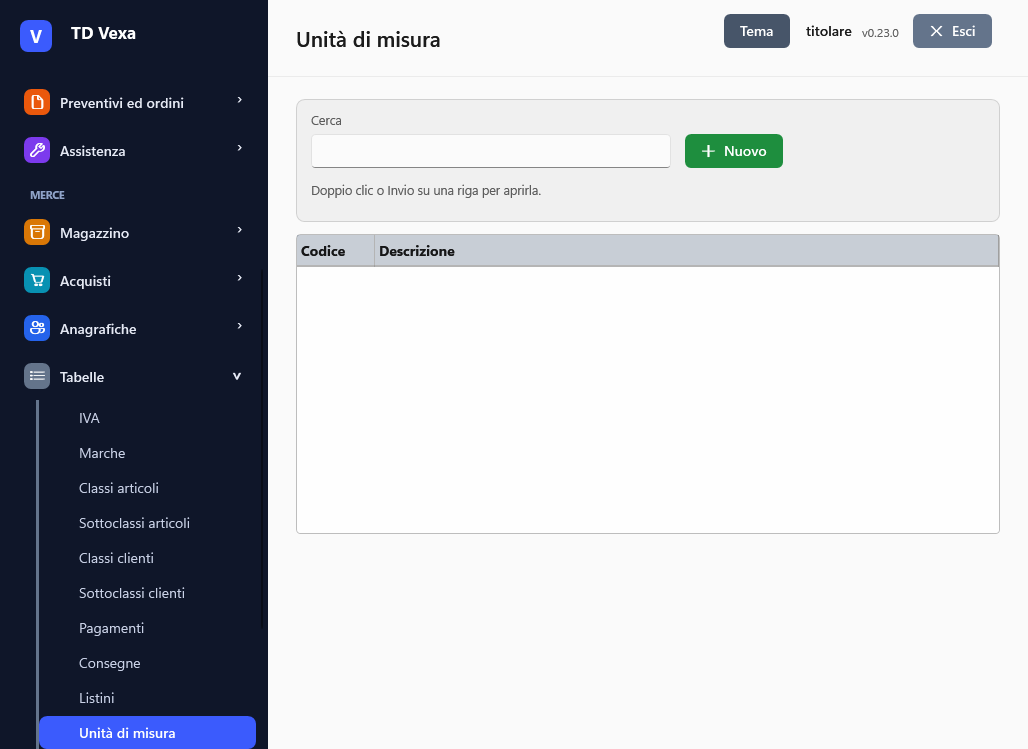 V TD Vexa
Preventivi ed ordini
Assistenza
MERCE
Magazzino
Acquisti
Anagrafiche
Tabelle
IVA
Marche
Classi articoli
Sottoclassi articoli
Classi clienti
Sottoclassi clienti
Pagamenti
Consegne
Listini
Unità di misura
Unità di misura
Tema titolare v0.23.0 Esci
Cerca
Nuovo
Doppio clic o Invio su una riga per aprirla.
Codice Descrizione